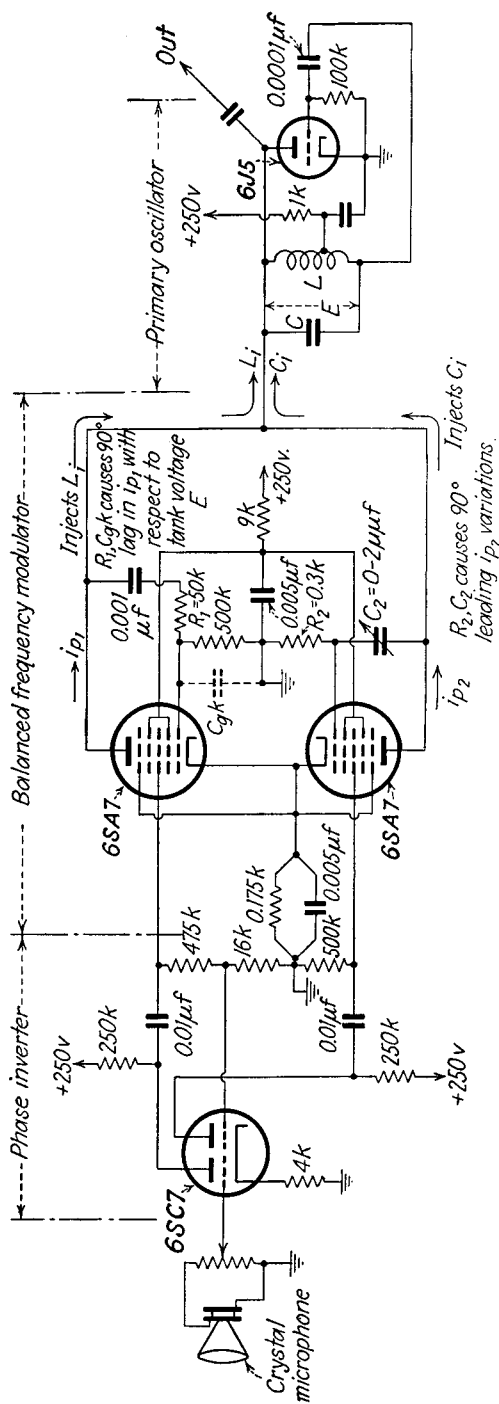 Phase inverter
Balanced frequency modulator
Primary oscillator
Crystal
microphone
6SC7
4k
+250v
250k
0.01μf
475k
16k
500k
0.01μf
250k
+250v
0.175k
0.005μf
6SA7
6SA7
ip1
Injects Li
R1,Cgk causes 90°
lag in ip1 with
respect to
tank voltage
E
0.001
μf
R1=50k
500k
Cgk
0.005μf
R2=0.3k
C2=0-2μμf
9k
+250v.
ip2
R2,C2 causes 90°
leading ip2 variations
Injects Ci
Li
Ci
C
E
L
+250v
1k
6J5
Out
0.0001μf
100k